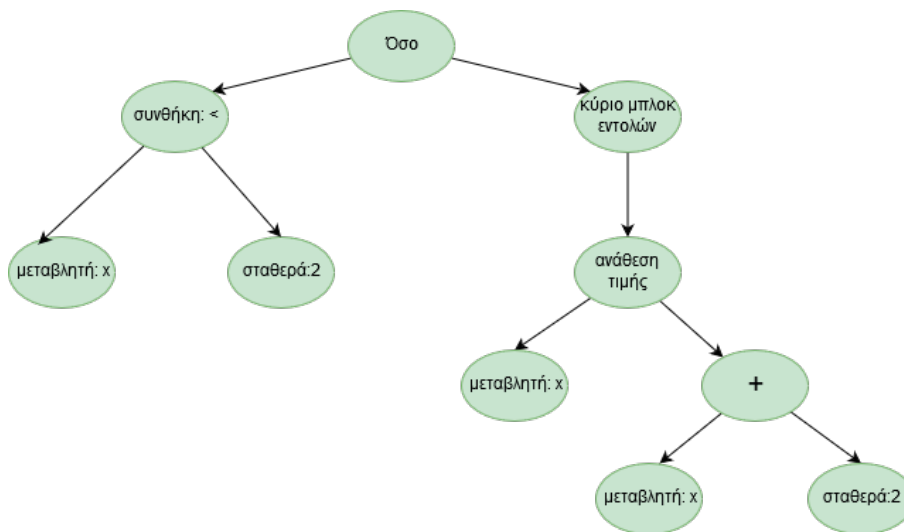 Όσο
συνθήκη: <
κύριο μπλοκ
εντολών
μεταβλητή: x
σταθερά:2
ανάθεση
τιμής
μεταβλητή: x
+
μεταβλητή: x
σταθερά:2